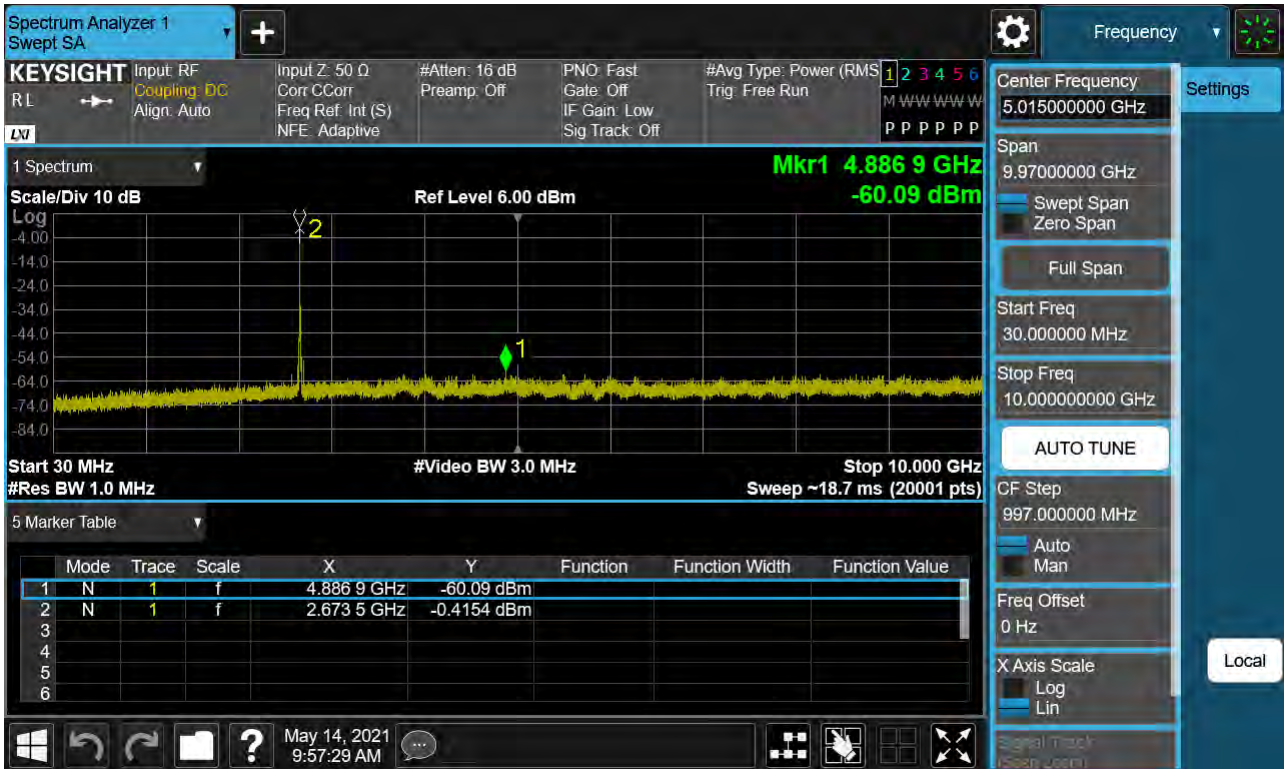 Spectrum Analyzer 1
Swept SA
Frequency
KEYSIGHT
RL
LXI
Input: RF
Coupling: DC
Align: Auto
Input Z: 50 Ω
Corr CCorr
Freq Ref: Int (S)
NFE: Adaptive
#Atten: 16 dB
Preamp: Off
PNO: Fast
Gate: Off
IF Gain: Low
Sig Track: Off
#Avg Type: Power (RMS
Trig: Free Run
1 2 3 4 5 6
M W W W W W
P P P P P P
1 Spectrum
Scale/Div 10 dB
Ref Level 6.00 dBm
Mkr1 4.886 9 GHz
-60.09 dBm
Log
-4.00
-14.0
-24.0
-34.0
-44.0
-54.0
-64.0
-74.0
-84.0
2
1
Start 30 MHz
#Res BW 1.0 MHz
#Video BW 3.0 MHz
Stop 10.000 GHz
Sweep ~18.7 ms (20001 pts)
5 Marker Table
Mode Trace Scale X Y Function Function Width Function Value
1 N 1 f 4.886 9 GHz -60.09 dBm
2 N 1 f 2.673 5 GHz -0.4154 dBm
3
4
5
6
May 14, 2021
9:57:29 AM
Center Frequency
5.015000000 GHz
Span
9.97000000 GHz
Swept Span
Zero Span
Full Span
Start Freq
30.000000 MHz
Stop Freq
10.000000000 GHz
AUTO TUNE
CF Step
997.000000 MHz
Auto
Man
Freq Offset
0 Hz
X Axis Scale
Log
Lin
Signal Track
(Span Zoom)
Settings
Local